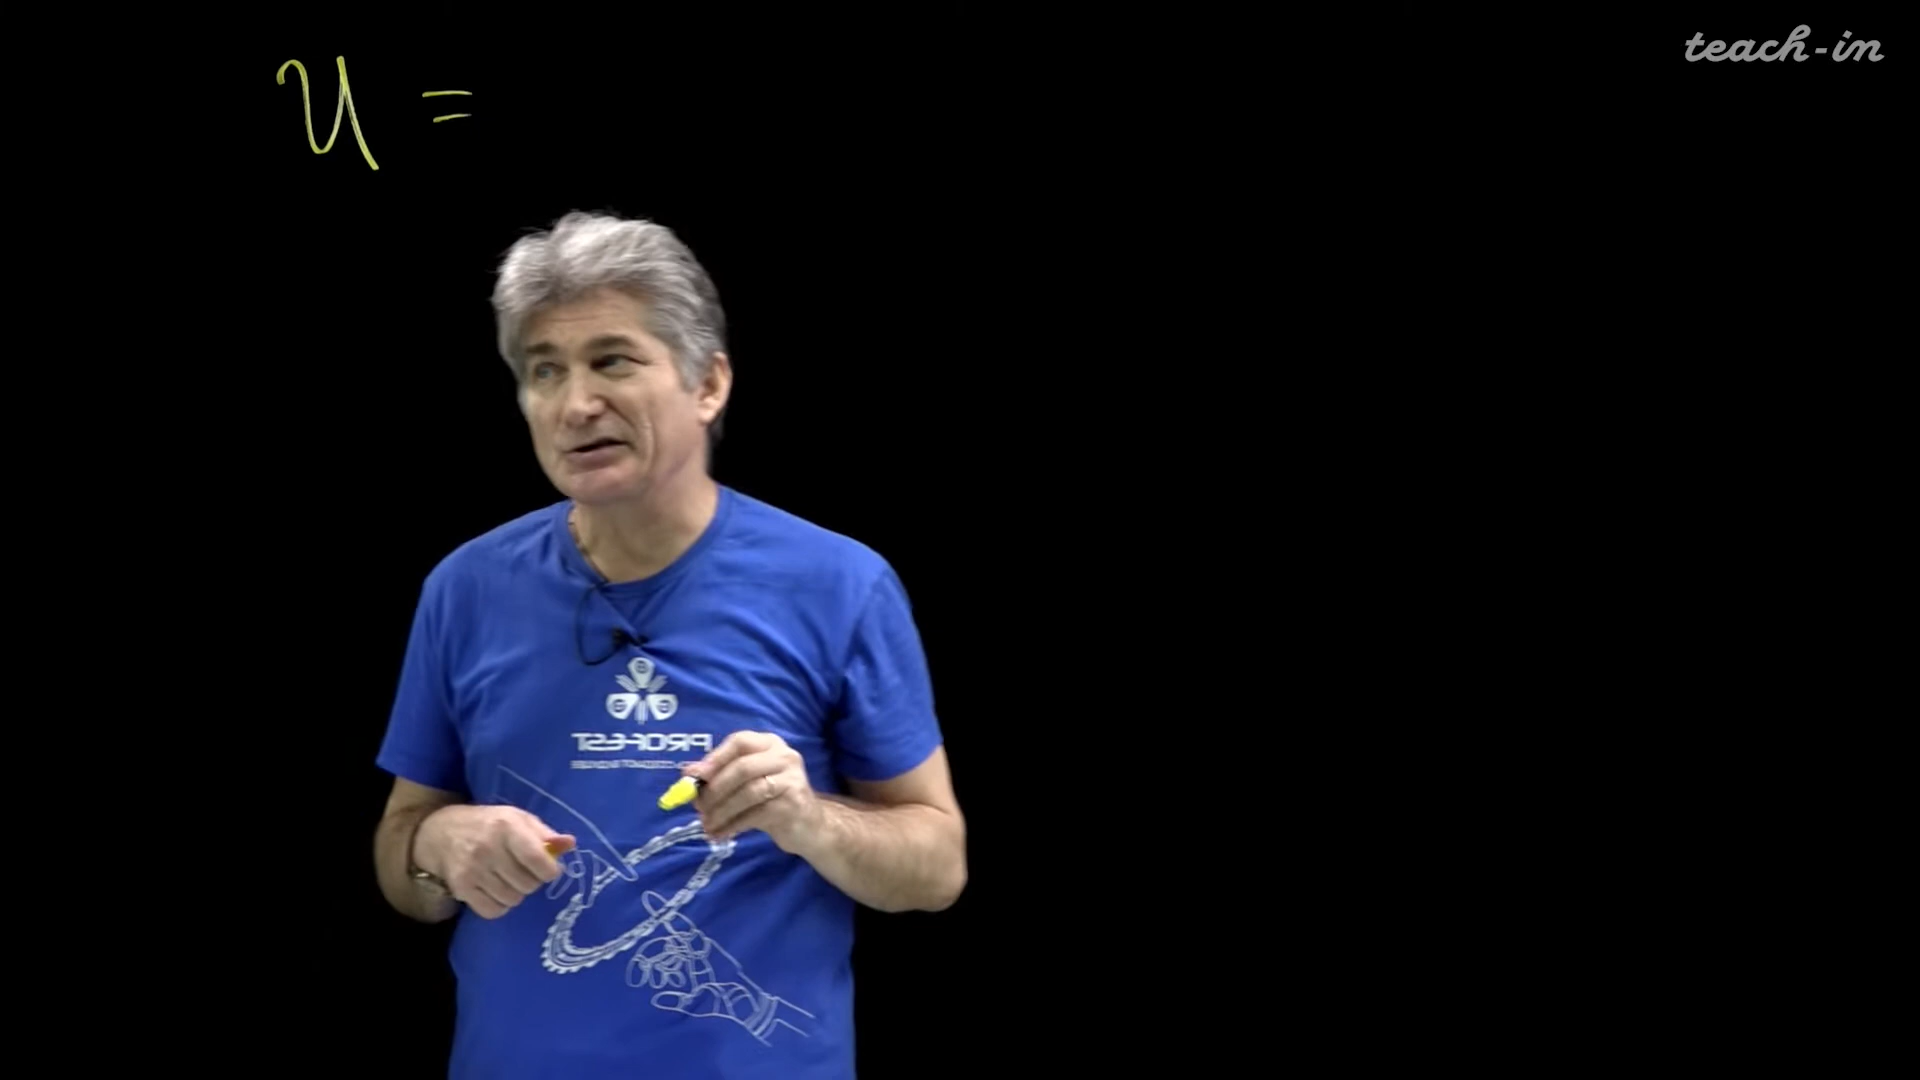 teach-in
U =
PROFEST